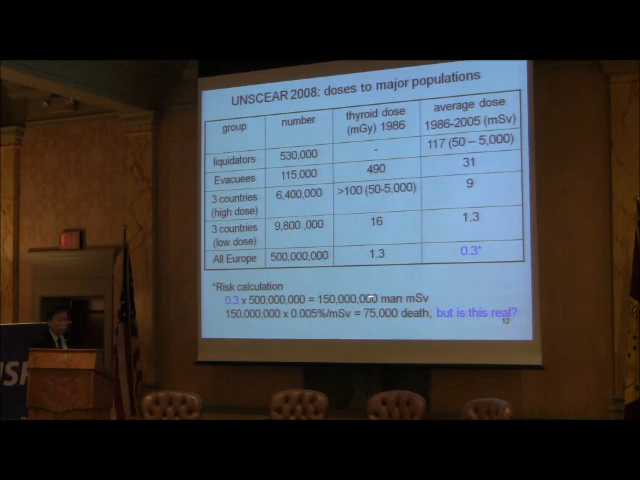 UNSCEAR 2008: doses to major populations
group number thyroid dose (mGy) 1986 average dose 1986-2005 (mSv)
liquidators 530,000 - 117 (50 – 5,000)
Evacuees 115,000 490 31
3 countries (high dose) 6,400,000 >100 (50-5,000) 9
3 countries (low dose) 9,800 ,000 16 1.3
All Europe 500,000,000 1.3 0.3*
*Risk calculation
0.3 x 500,000,000 = 150,000,000 man mSv
150,000,000 x 0.005%/mSv = 75,000 death, but is this real?
12